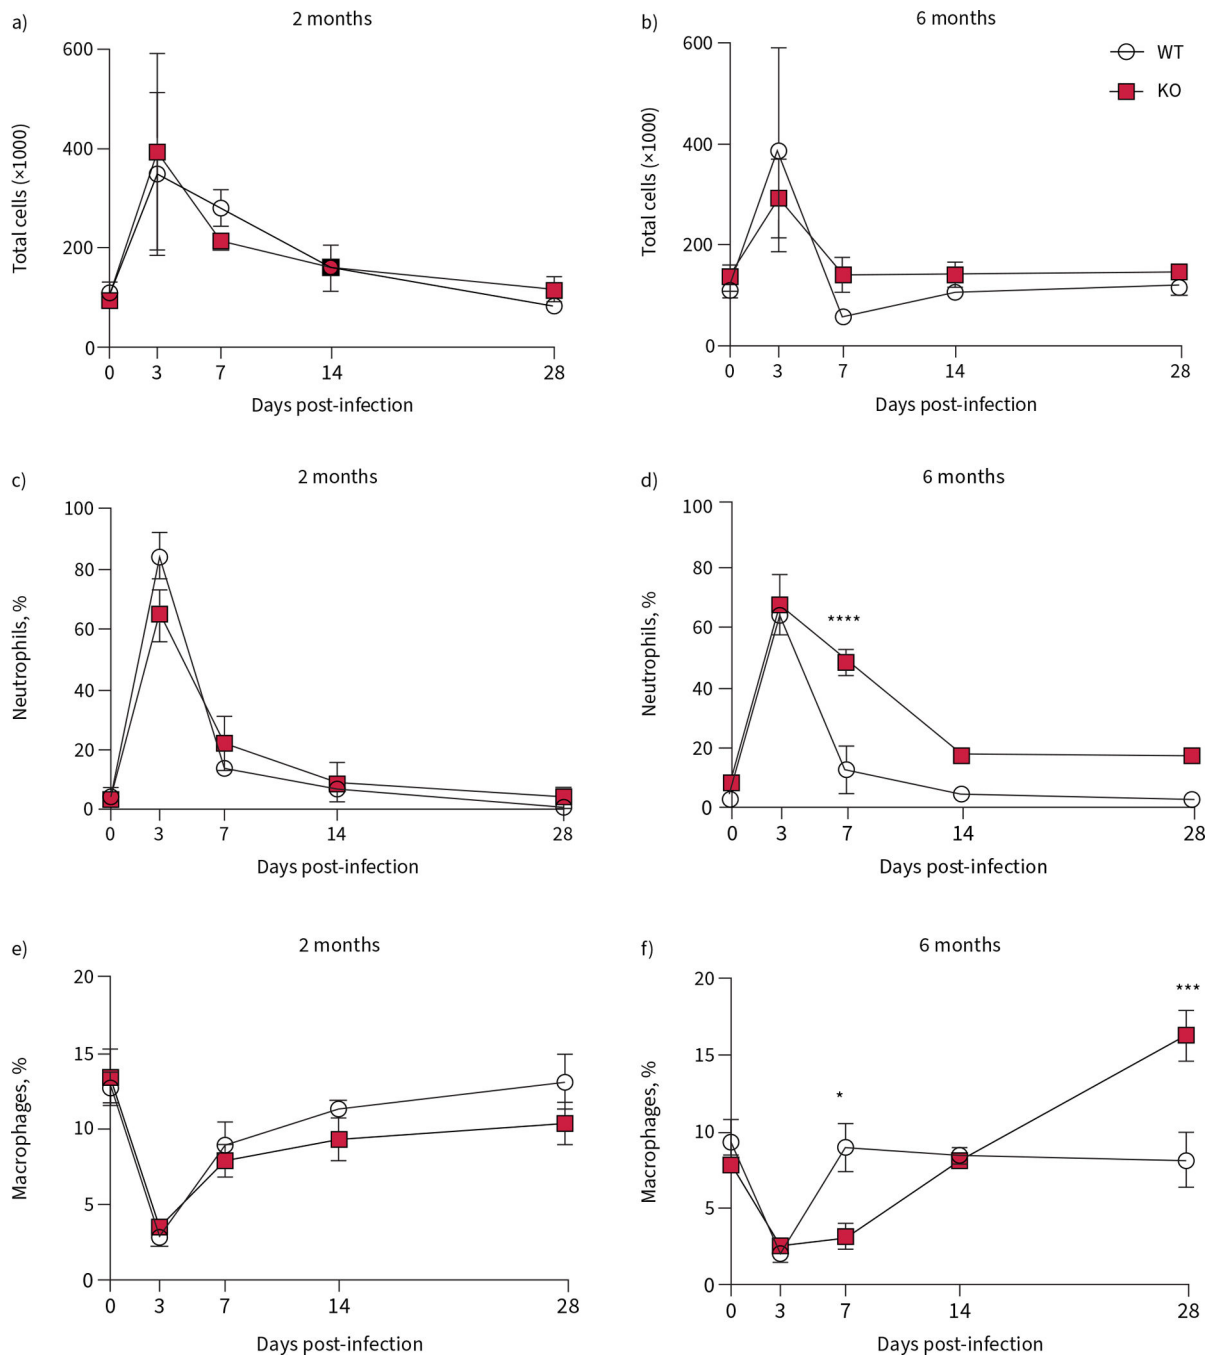 a)
2 months
600
400
200
0
Total cells (×1000)
0 3 7 14 28
Days post-infection
b)
6 months
WT
KO
600
400
200
0
Total cells (×1000)
0 3 7 14 28
Days post-infection
c)
2 months
100
80
60
40
20
0
Neutrophils, %
0 3 7 14 28
Days post-infection
d)
6 months
100
80
60
40
20
0
Neutrophils, %
****
0 3 7 14 28
Days post-infection
e)
2 months
20
15
10
5
0
Macrophages, %
0 3 7 14 28
Days post-infection
f)
6 months
20
15
10
5
0
Macrophages, %
*
***
0 3 7 14 28
Days post-infection